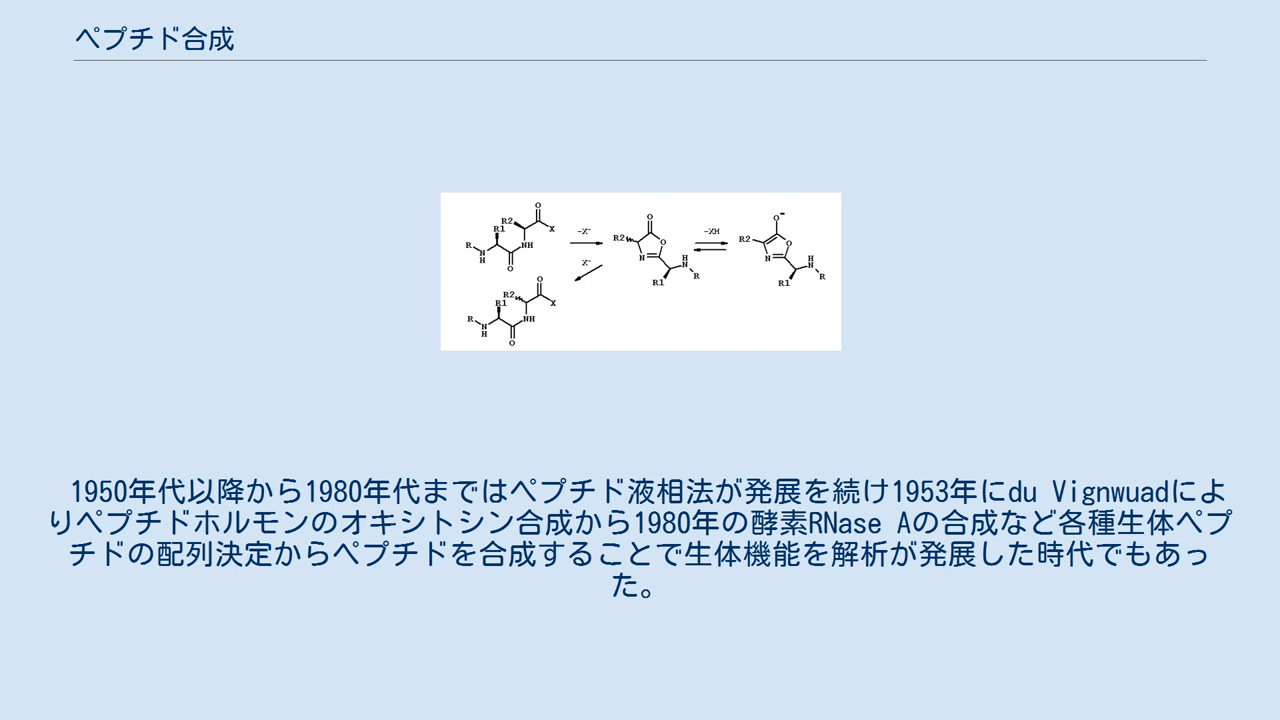 ペプチド合成
O
R2
R1
X
R
N
H
NH
O
-X⁻
X⁻
O
R2
O
N
H
N
R
R1
-XH
O⁻
R2
O
N
H
N
R
R1
O
R2
R1
X
R
N
H
NH
O
1950年代以降から1980年代まではペプチド液相法が発展を続け1953年にdu Vignwuadによ
りペプチドホルモンのオキシトシン合成から1980年の酵素RNase Aの合成など各種生体ペプ
チドの配列決定からペプチドを合成することで生体機能を解析が発展した時代でもあっ
た。